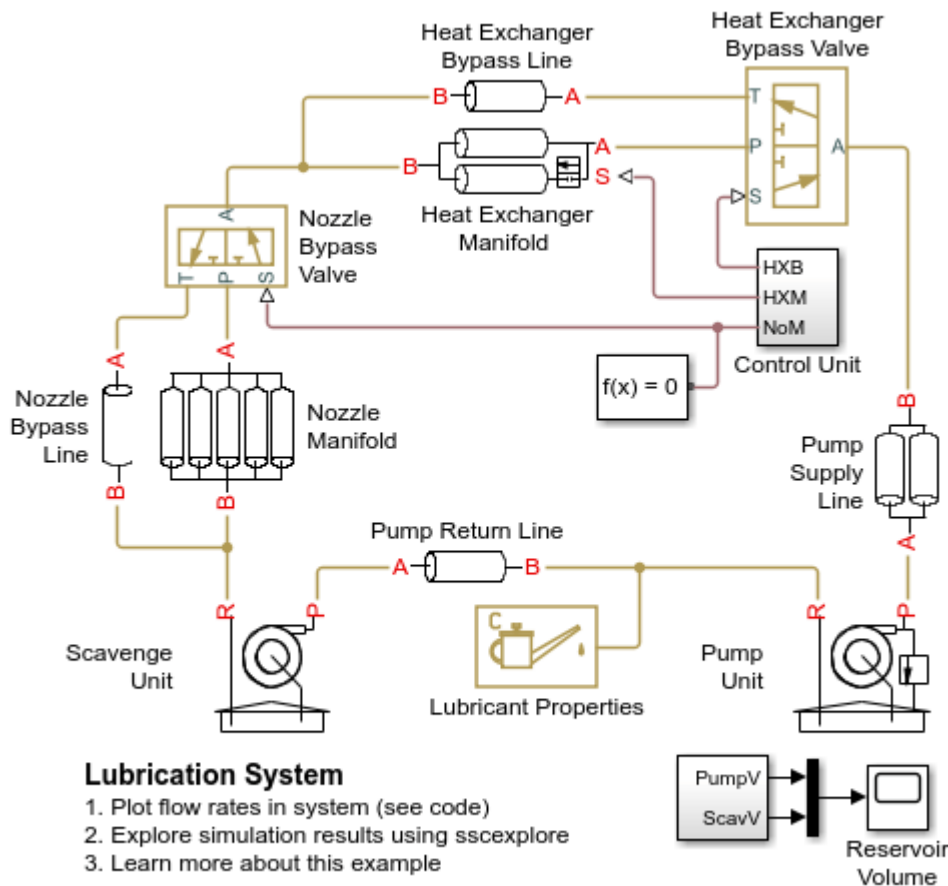 Heat Exchanger
Bypass Line
Heat Exchanger
Bypass Valve
B
A
T
B
A
P
A
S
S
Heat Exchanger
Manifold
A
Nozzle
Bypass
Valve
T
P
S
HXB
HXM
NoM
Control Unit
f(x) = 0
A
A
Nozzle
Bypass
Line
Nozzle
Manifold
B
B
B
Pump
Supply
Line
A
Pump Return Line
A
B
R
P
R
P
C
Scavenge
Unit
Lubricant Properties
Pump
Unit
Lubrication System
1. Plot flow rates in system (see code)
2. Explore simulation results using sscexplore
3. Learn more about this example
PumpV
ScavV
Reservoir
Volume